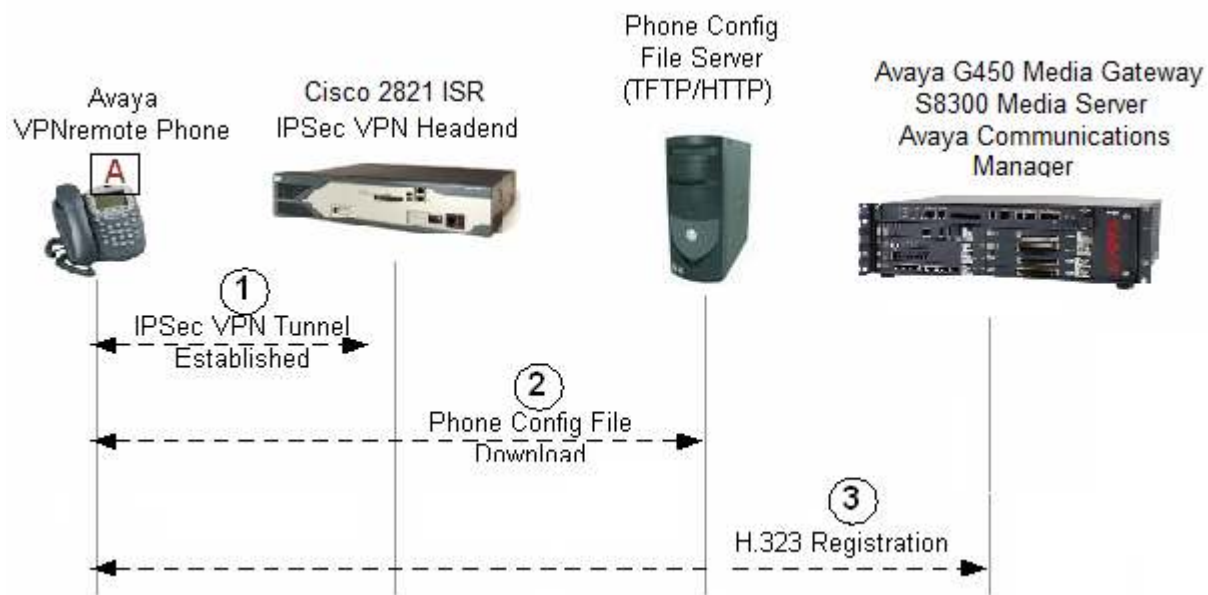 Avaya
VPNremote Phone
A
Cisco 2821 ISR
IPSec VPN Headend
Phone Config
File Server
(TFTP/HTTP)
Avaya G450 Media Gateway
S8300 Media Server
Avaya Communications
Manager
1
IPSec VPN Tunnel
Established
2
Phone Config File
Download
3
H.323 Registration